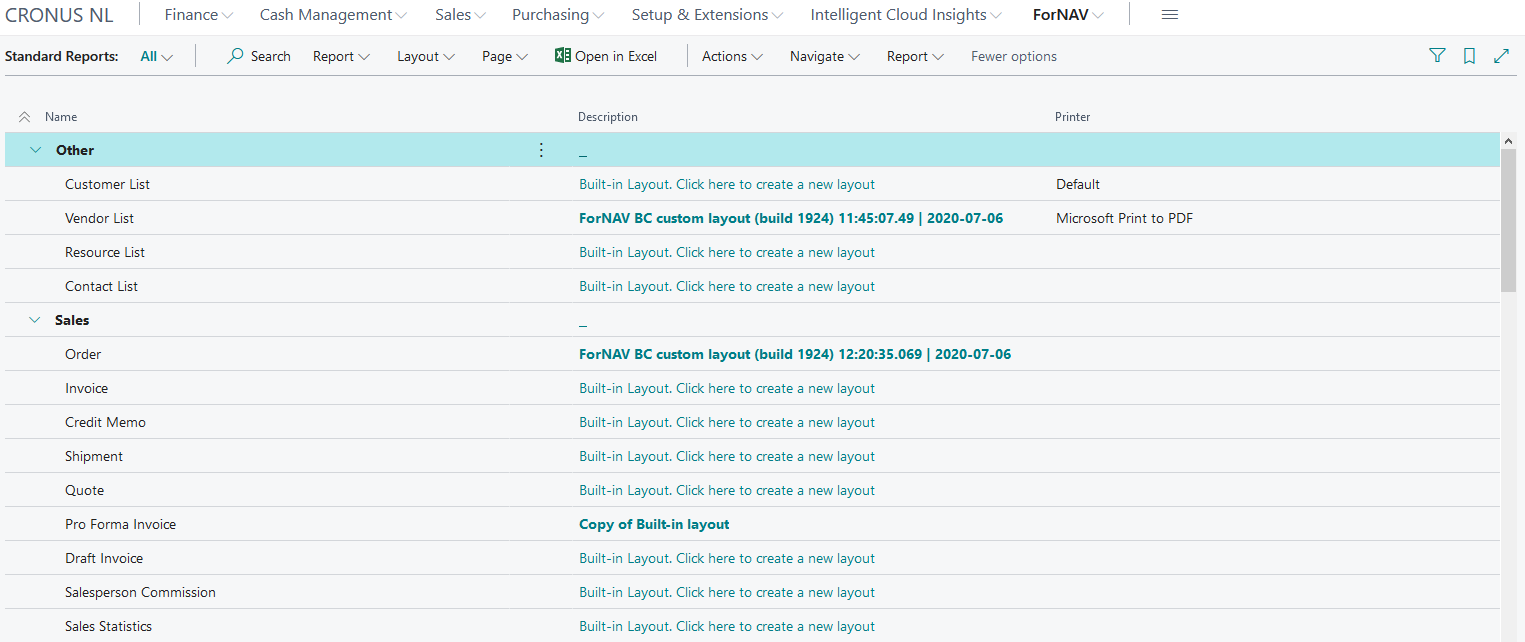 CRONUS NL Finance Cash Management Sales Purchasing Setup & Extensions Intelligent Cloud Insights ForNAV
Standard Reports: All Search Report Layout Page Open in Excel Actions Navigate Report Fewer options
Name Description Printer
Other _
Customer List Built-in Layout. Click here to create a new layout Default
Vendor List ForNAV BC custom layout (build 1924) 11:45:07.49 | 2020-07-06 Microsoft Print to PDF
Resource List Built-in Layout. Click here to create a new layout
Contact List Built-in Layout. Click here to create a new layout
Sales _
Order ForNAV BC custom layout (build 1924) 12:20:35.069 | 2020-07-06
Invoice Built-in Layout. Click here to create a new layout
Credit Memo Built-in Layout. Click here to create a new layout
Shipment Built-in Layout. Click here to create a new layout
Quote Built-in Layout. Click here to create a new layout
Pro Forma Invoice Copy of Built-in layout
Draft Invoice Built-in Layout. Click here to create a new layout
Salesperson Commission Built-in Layout. Click here to create a new layout
Sales Statistics Built-in Layout. Click here to create a new layout